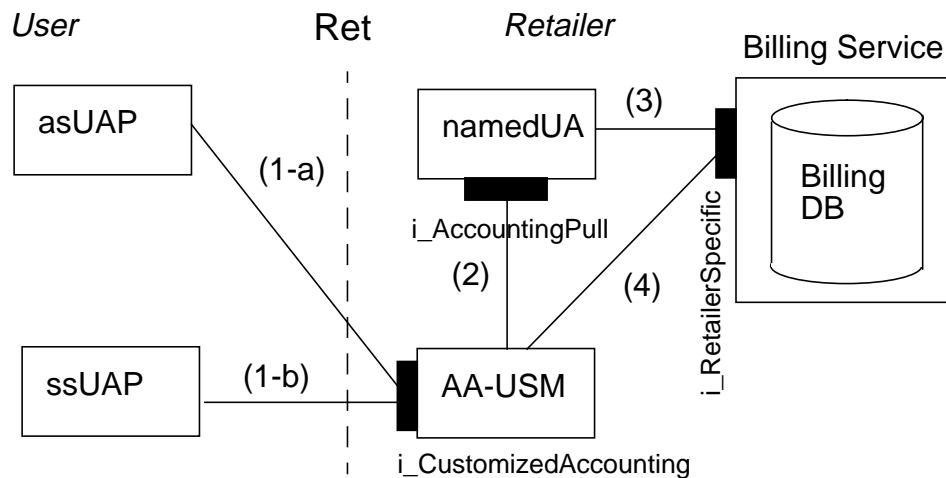 User
Ret
Retailer
Billing Service
asUAP
(1-a)
namedUA
(3)
Billing
DB
i_AccountingPull
i_RetailerSpecific
(2)
(4)
ssUAP
(1-b)
AA-USM
i_CustomizedAccounting